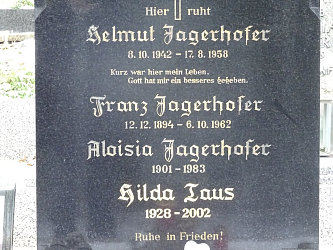 Hier ruht
Helmut Jagerhofer
8. 10. 1942 - 17. 8. 1958
Kurz war hier mein Leben,
Gott hat mir ein besseres gegeben.
Franz Jagerhofer
12. 12. 1894 - 6. 10. 1962
Aloisia Jagerhofer
1901 - 1983
Hilda Taus
1928 - 2002
Ruhe in Frieden!